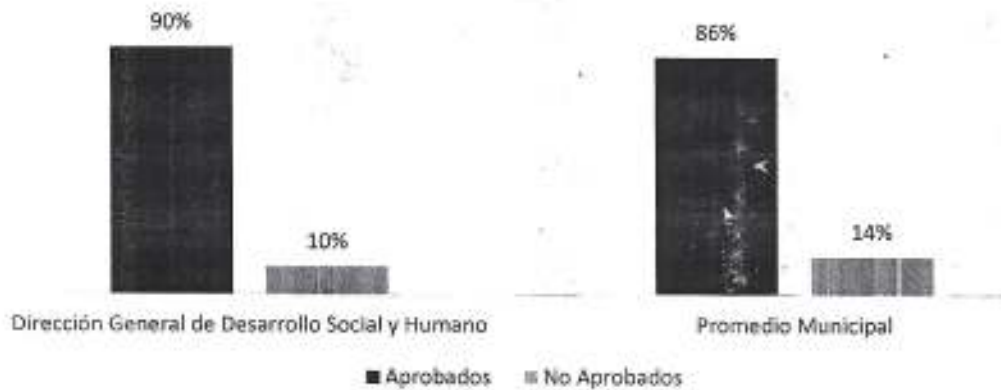 90%
86%
10%
14%
Dirección General de Desarrollo Social y Humano
Promedio Municipal
Aprobados
No Aprobados